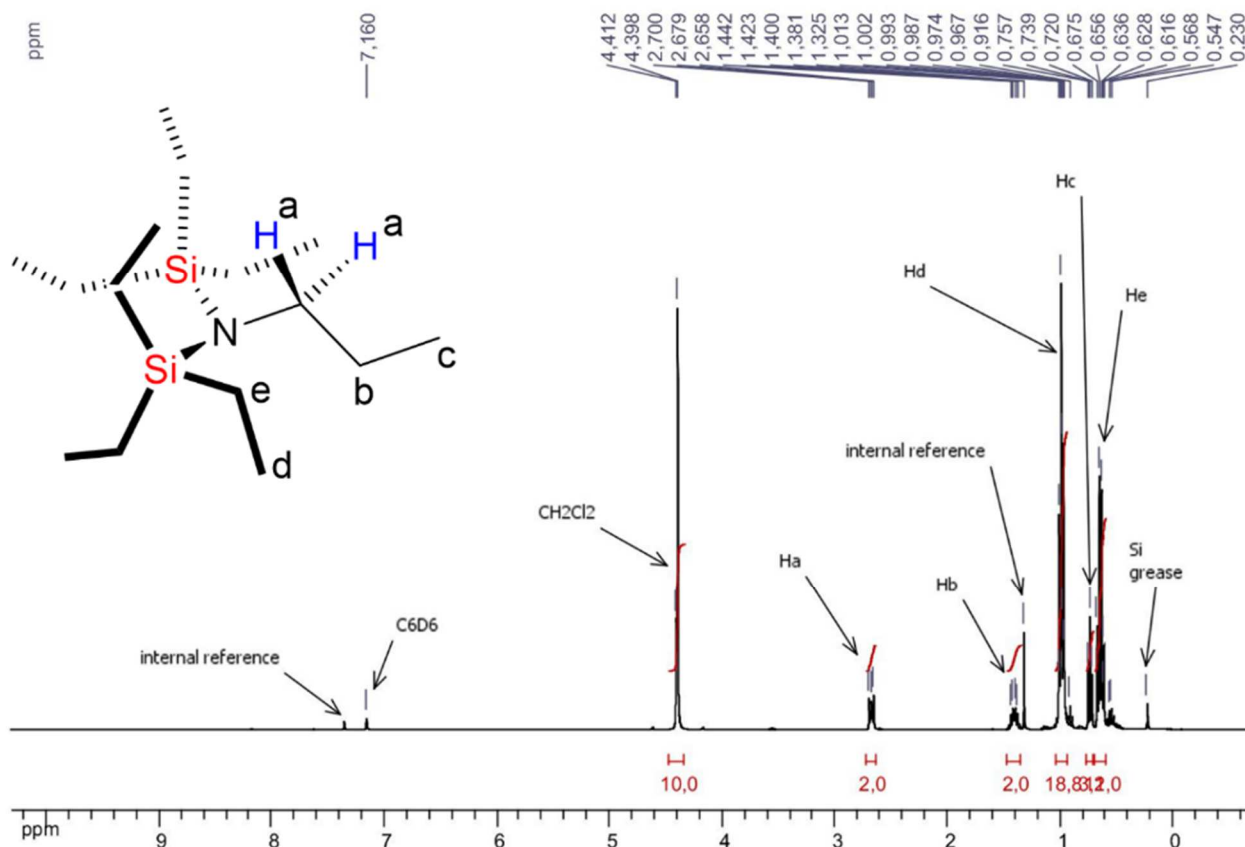 ppm
7,160
4,412
4,398
2,700
2,679
2,658
1,442
1,423
1,400
1,381
1,325
1,013
1,002
0,993
0,987
0,974
0,967
0,916
0,757
0,739
0,720
0,675
0,656
0,636
0,628
0,616
0,568
0,547
0,230
Hc
a
H
a
H
Si
Hd
He
N
c
Si
e
b
d
internal reference
CH2Cl2
Ha
Si
grease
Hb
C6D6
internal reference
10,0
2,0
2,0
18,8
3,1
12,0
ppm
9
8
7
6
5
4
3
2
1
0